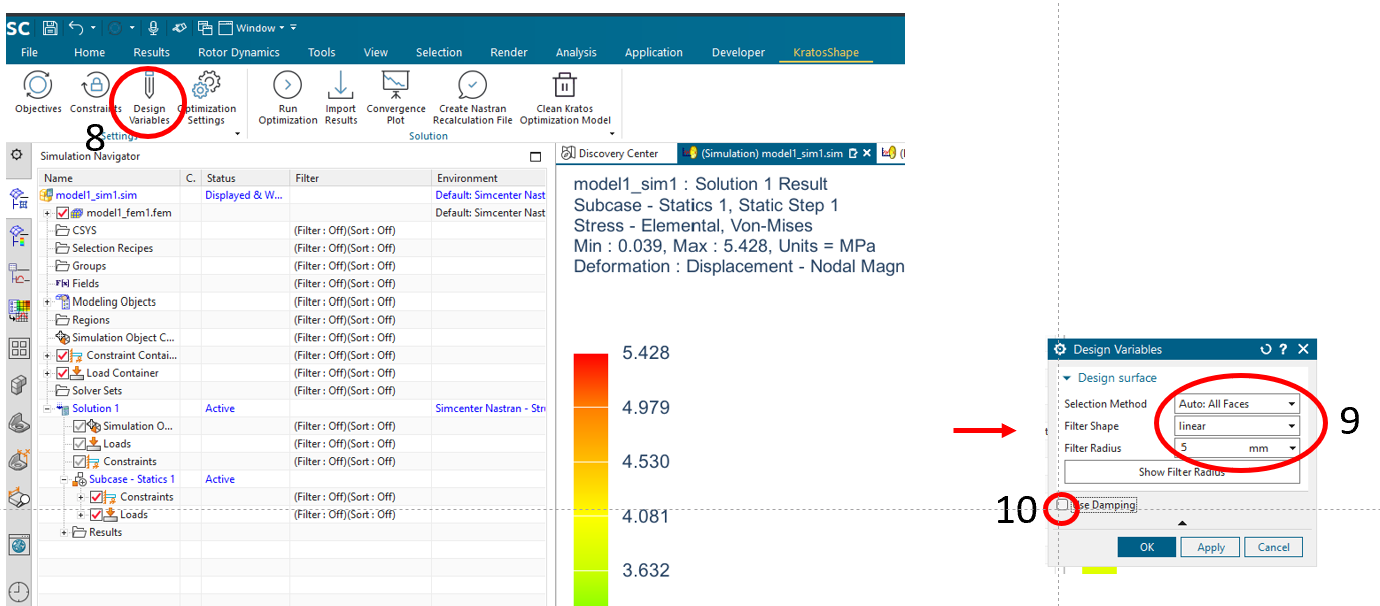 SC Window
File Home Results Rotor Dynamics Tools View Selection Render Analysis Application Developer KratosShape
Objectives Constraints Design Variables Optimization Settings Run Optimization Import Results Convergence Plot Create Nastran Recalculation File Clean Kratos Optimization Model
8 Settings Solution
Simulation Navigator
Discovery Center (Simulation) model1_sim1.sim
Name C. Status Filter Environment
model1_sim1.sim Displayed & W... Default: Simcenter Nast
model1_fem1.fem Default: Simcenter Nast
CSYS (Filter : Off)(Sort : Off)
Selection Recipes (Filter : Off)(Sort : Off)
Groups (Filter : Off)(Sort : Off)
Fields (Filter : Off)(Sort : Off)
Modeling Objects (Filter : Off)(Sort : Off)
Regions (Filter : Off)(Sort : Off)
Simulation Object C... (Filter : Off)(Sort : Off)
Constraint Contai... (Filter : Off)(Sort : Off)
Load Container (Filter : Off)(Sort : Off)
Solver Sets
Solution 1 Active Simcenter Nastran - Stre
Simulation O... (Filter : Off)(Sort : Off)
Loads (Filter : Off)(Sort : Off)
Constraints (Filter : Off)(Sort : Off)
Subcase - Statics 1 Active
Constraints (Filter : Off)(Sort : Off)
Loads (Filter : Off)(Sort : Off)
Results
model1_sim1 : Solution 1 Result
Subcase - Statics 1, Static Step 1
Stress - Elemental, Von-Mises
Min : 0.039, Max : 5.428, Units = MPa
Deformation : Displacement - Nodal Magn
5.428
4.979
4.530
4.081
3.632
Design Variables
Design surface
Selection Method Auto: All Faces
Filter Shape linear
Filter Radius 5 mm
Show Filter Radius
9
10 Use Damping
OK Apply Cancel